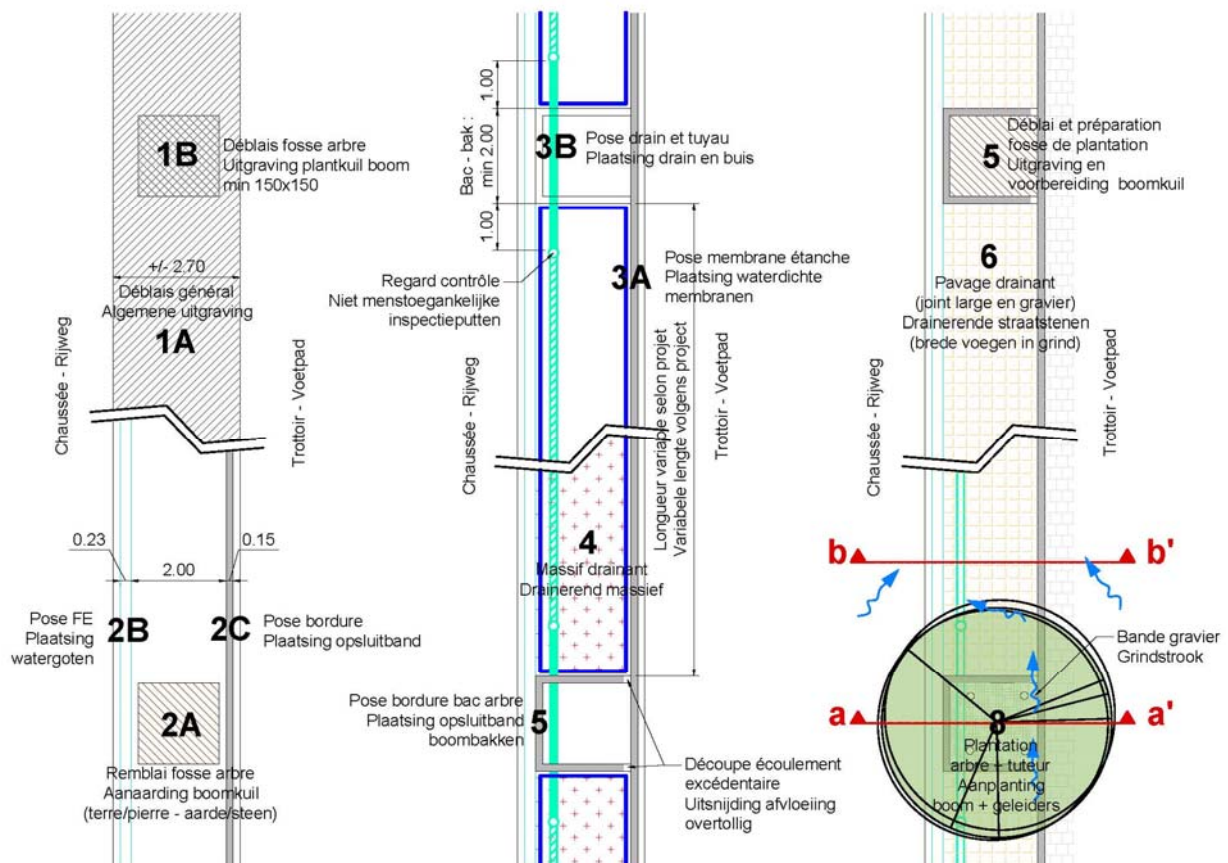 1B
Déblais fosse arbre
Uitgraving plantkuil boom
min 150x150
+/- 2.70
Déblais général
Algemene uitgraving
1A
Chaussée - Rijweg
Trottoir - Voetpad
0.23
2.00
0.15
Pose FE
Plaatsing
watergoten
2B
2C
Pose bordure
Plaatsing opsluitband
2A
Remblai fosse arbre
Aanaarding boomkuil
(terre/pierre - aarde/steen)
1.00
Bac - bak :
min 2.00
1.00
3B
Pose drain et tuyau
Plaatsing drain en buis
Regard contrôle
Niet menstoegankelijke
inspectieputten
3A
Pose membrane étanche
Plaatsing waterdichte
membranen
Chaussée - Rijweg
Longueur variable selon projet
Variabele lengte volgens project
Trottoir - Voetpad
4
Massif drainant
Drainerend massief
Pose bordure bac arbre
Plaatsing opsluitband
boombakken
5
Découpe écoulement
excédentaire
Uitsnijding afvloeiing
overtollig
5
Déblai et préparation
fosse de plantation
Uitgraving en
voorbereiding boomkuil
6
Pavage drainant
(joint large en gravier)
Drainerende straatstenen
(brede voegen in grind)
Chaussée - Rijweg
Trottoir - Voetpad
b
b'
Bande gravier
Grindstrook
a
a'
8
Plantation
arbre + tuteur
Aanplanting
boom + geleiders